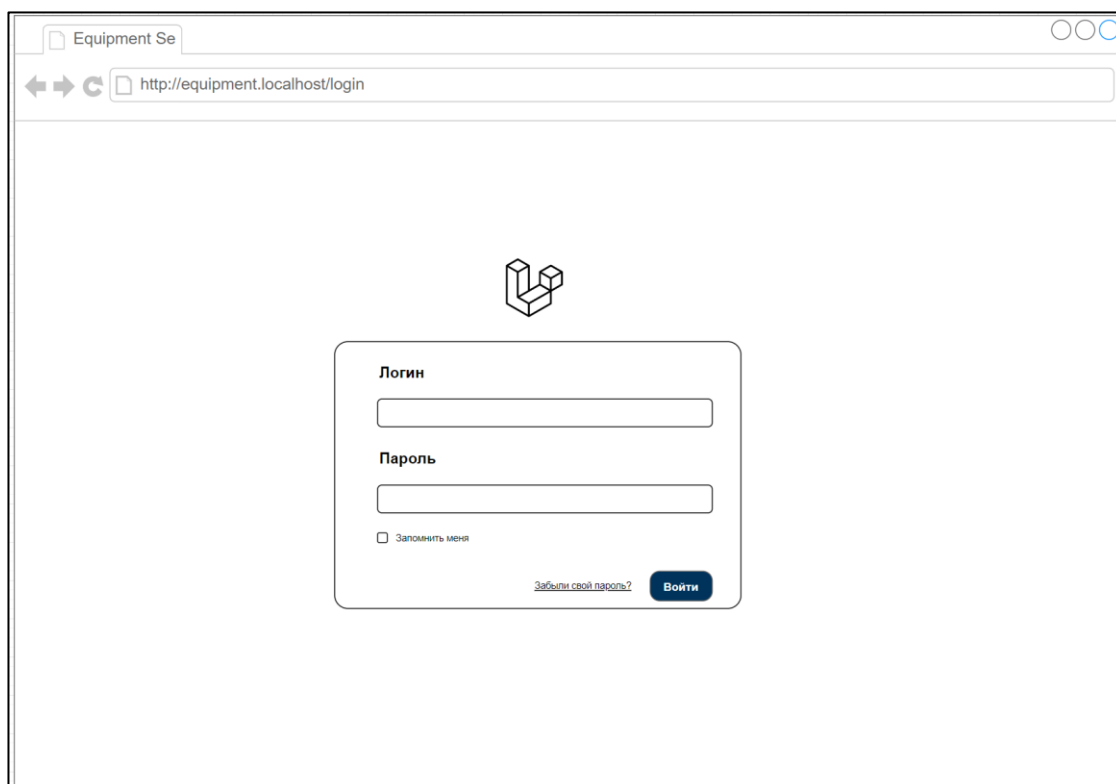 Equipment Se
http://equipment.localhost/login
Логин
Пароль
Запомнить меня
Забыли свой пароль?
Войти